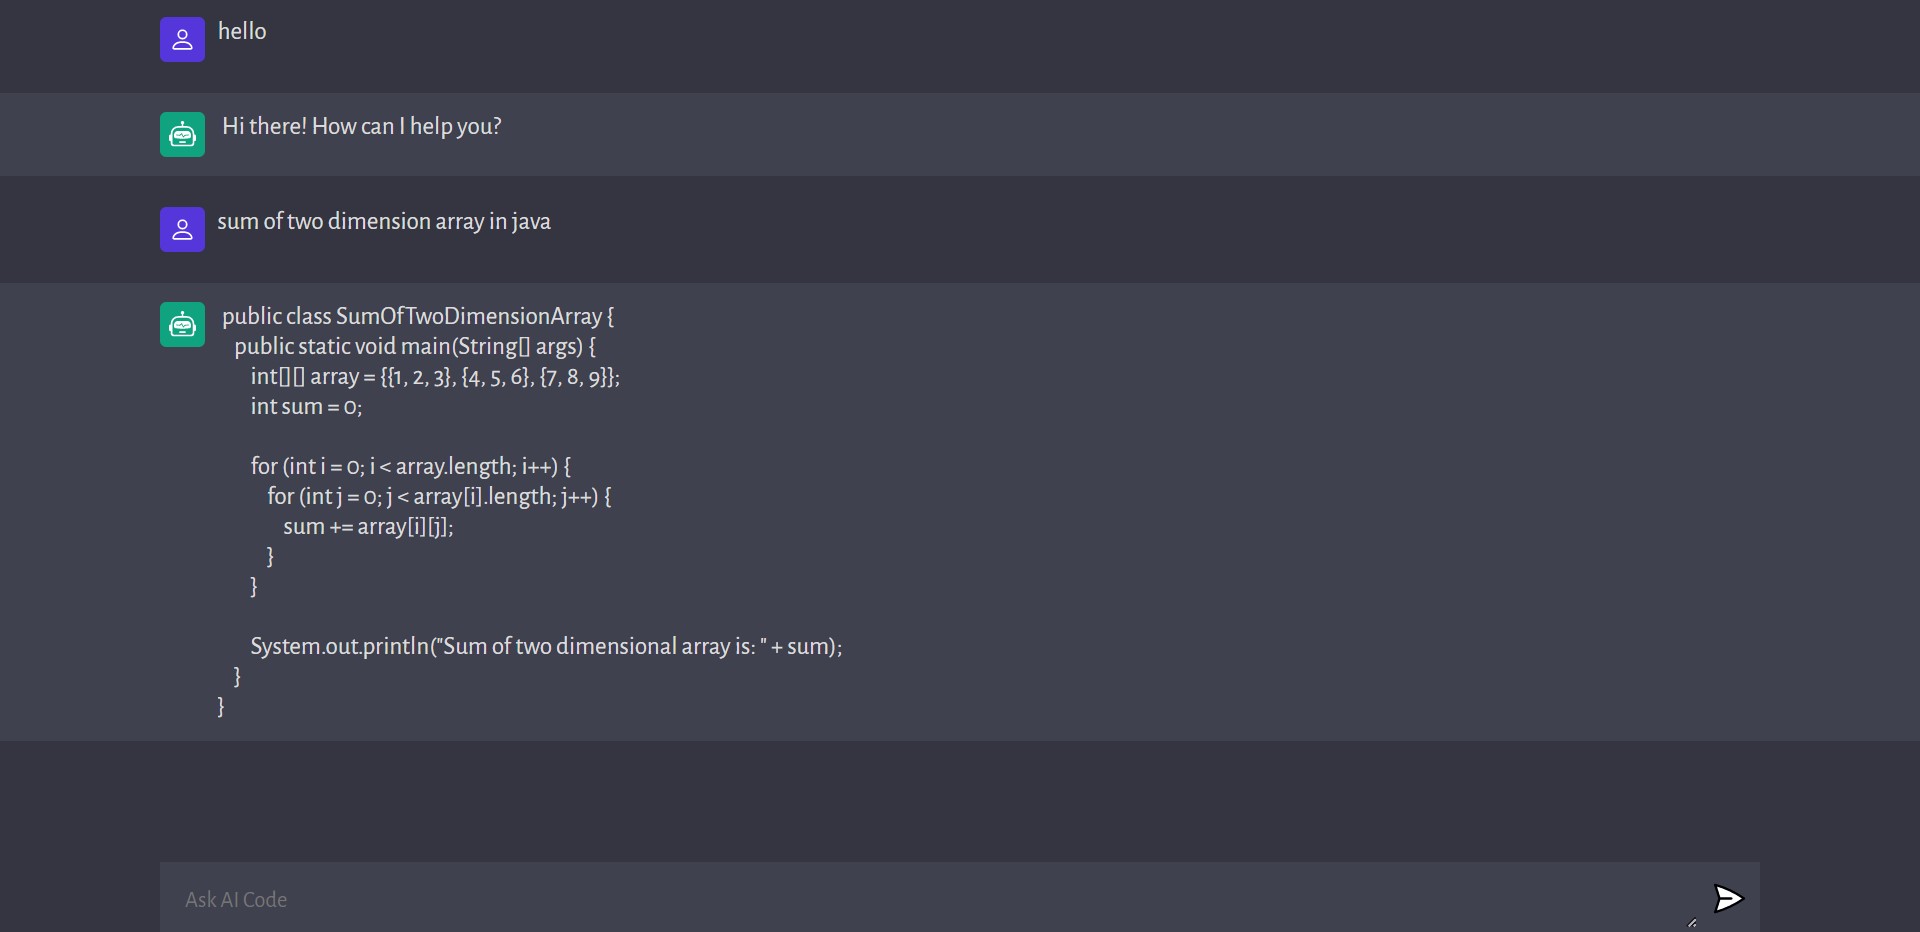 hello
Hi there! How can I help you?
sum of two dimension array in java
public class SumOfTwoDimensionArray {
public static void main(String[] args) {
int[][] array = {{1, 2, 3}, {4, 5, 6}, {7, 8, 9}};
int sum = 0;
for (int i = 0; i < array.length; i++) {
for (int j = 0; j < array[i].length; j++) {
sum += array[i][j];
}
}
System.out.println("Sum of two dimensional array is: " + sum);
}
}
Ask AI Code